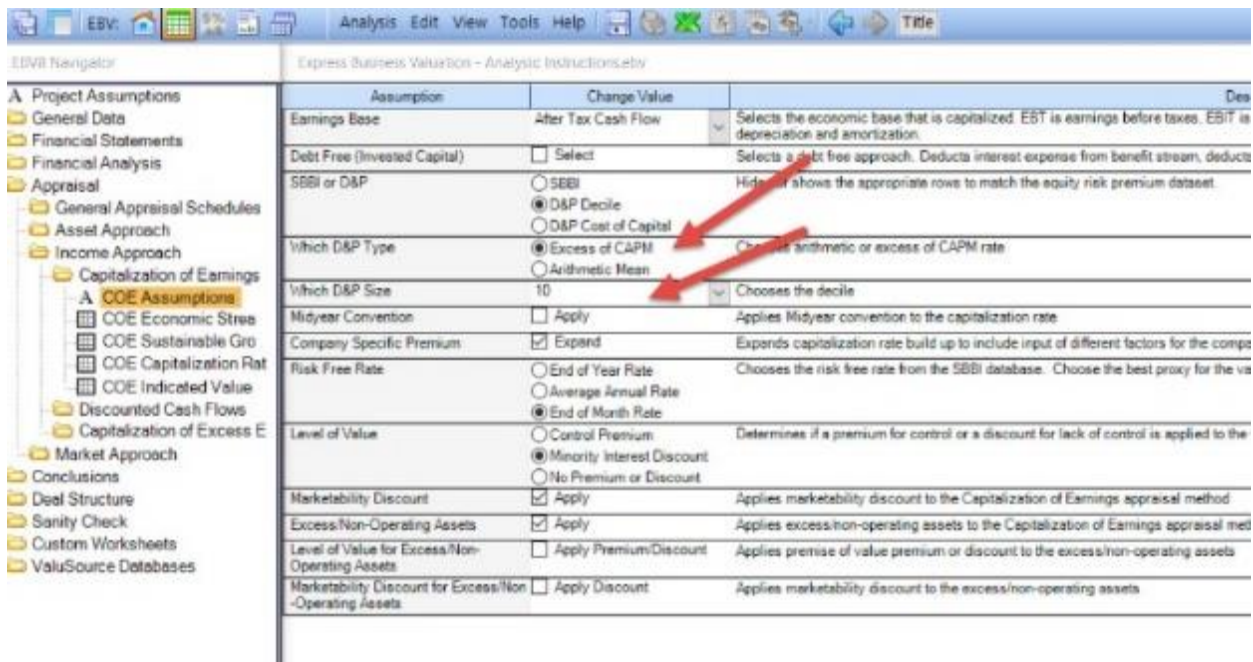 EBV: Analysis Edit View Tools Help Title
EBV8 Navigator
Express Business Valuation - Analysic Instructions.ebv
A Project Assumptions
General Data
Financial Statements
Financial Analysis
Appraisal
General Appraisal Schedules
Asset Approach
Income Approach
Capitalization of Earnings
A COE Assumptions
COE Economic Strea
COE Sustainable Gro
COE Capitalization Rat
COE Indicated Value
Discounted Cash Flows
Capitalization of Excess E
Market Approach
Conclusions
Deal Structure
Sanity Check
Custom Worksheets
ValuSource Databases
Assumption Change Value Des
Earnings Base After Tax Cash Flow Selects the economic base that is capitalized. EBT is earnings before taxes. EBIT is
depreciation and amortization.
Debt Free (Invested Capital) Select Selects a debt free approach. Deducts interest expense from benefit stream, deducts
SBBI or D&P SBBI shows the appropriate rows to match the equity risk premium dataset.
D&P Decile
D&P Cost of Capital
Which D&P Type Excess of CAPM arithmetic or excess of CAPM rate
Arithmetic Mean
Which D&P Size 10 Chooses the decile
Midyear Convention Apply Applies Midyear convention to the capitalization rate
Company Specific Premium Expand Expands capitalization rate build up to include input of different factors for the compa
Risk Free Rate End of Year Rate Chooses the risk free rate from the SBBI database. Choose the best proxy for the va
Average Annual Rate
End of Month Rate
Level of Value Control Premium Determines if a premium for control or a discount for lack of control is applied to the
Minority Interest Discount
No Premium or Discount
Marketability Discount Apply Applies marketability discount to the Capitalization of Earnings appraisal method
Excess/Non-Operating Assets Apply Applies excess/non-operating assets to the Capitalization of Earnings appraisal met
Level of Value for Excess/Non-
Operating Assets Apply Premium/Discount Applies premise of value premium or discount to the excess/non-operating assets
Marketability Discount for Excess/Non
-Operating Assets Apply Discount Applies marketability discount to the excess/non-operating assets